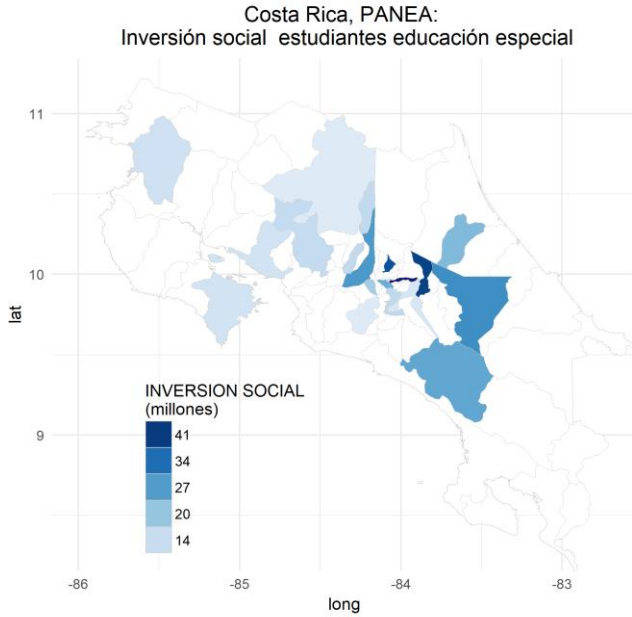 Costa Rica, PANEA:
Inversión social estudiantes educación especial
11
10
9
lat
INVERSION SOCIAL
(millones)
41
34
27
20
14
-86
-85
-84
-83
long